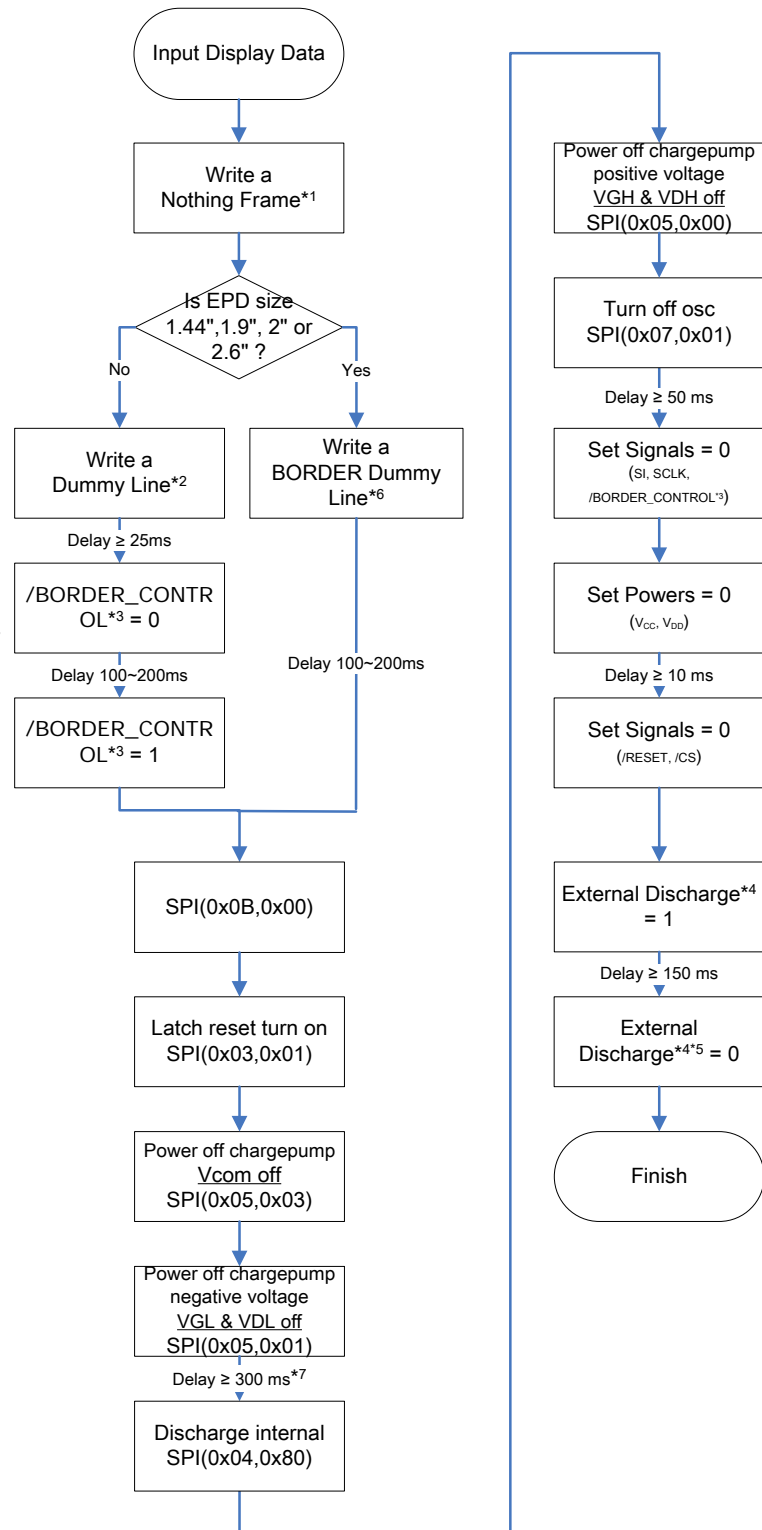 Input Display Data
Write a
Nothing Frame*1
Is EPD size
1.44",1.9", 2" or
2.6" ?
No
Yes
Write a
Dummy Line*2
Write a
BORDER Dummy
Line*6
Delay ≥ 25ms
/BORDER_CONTR
OL*3 = 0
Delay 100~200ms
Delay 100~200ms
/BORDER_CONTR
OL*3 = 1
SPI(0x0B,0x00)
Latch reset turn on
SPI(0x03,0x01)
Power off chargepump
Vcom off
SPI(0x05,0x03)
Power off chargepump
negative voltage
VGL & VDL off
SPI(0x05,0x01)
Delay ≥ 300 ms*7
Discharge internal
SPI(0x04,0x80)
Power off chargepump
positive voltage
VGH & VDH off
SPI(0x05,0x00)
Turn off osc
SPI(0x07,0x01)
Delay ≥ 50 ms
Set Signals = 0
(SI, SCLK,
/BORDER_CONTROL*3)
Set Powers = 0
(VCC, VDD)
Delay ≥ 10 ms
Set Signals = 0
(/RESET, /CS)
External Discharge*4
= 1
Delay ≥ 150 ms
External
Discharge*4*5 = 0
Finish